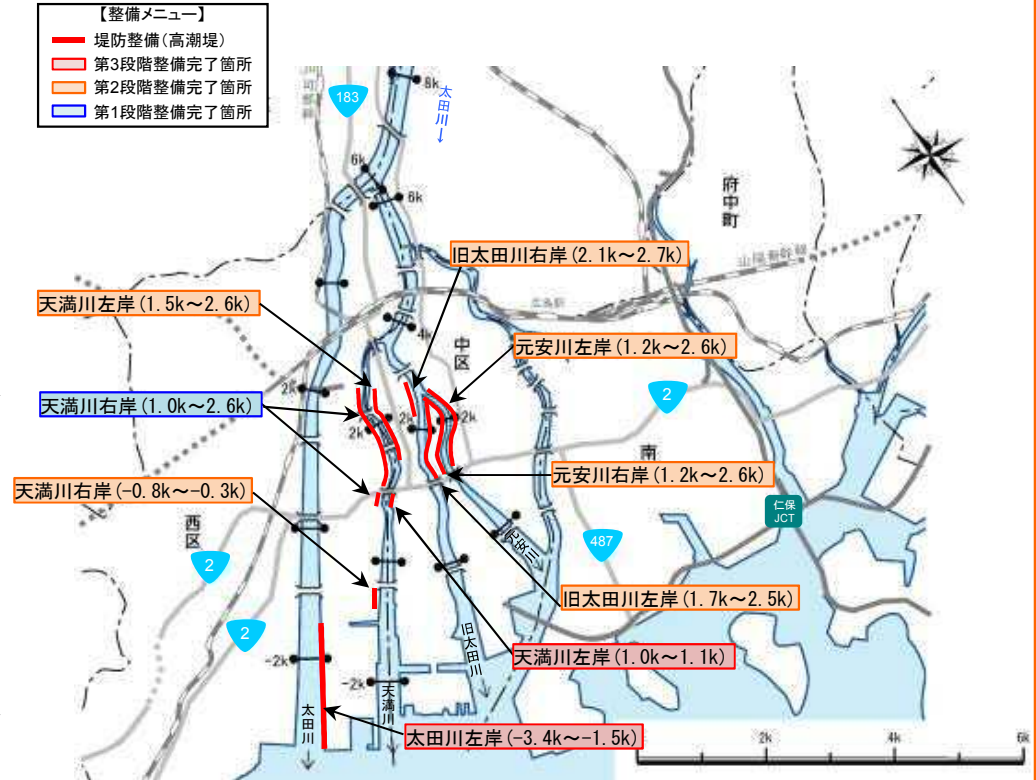 【整備メニュー】
堤防整備(高潮堤)
第3段階整備完了箇所
第2段階整備完了箇所
第1段階整備完了箇所
183
8k
太田川
6k
6k
府中町
山陽新幹線
旧太田川右岸(2.1k~2.7k)
天満川左岸(1.5k~2.6k)
広島駅
4k
中区
元安川左岸(1.2k~2.6k)
2k
2
天満川右岸(1.0k~2.6k)
2k
2k
2k
南
元安川右岸(1.2k~2.6k)
天満川右岸(-0.8k~-0.3k)
仁保
JCT
西区
元安川
487
2
旧太田川左岸(1.7k~2.5k)
2
旧太田川
天満川左岸(1.0k~1.1k)
-2k
-2k
天満川
太田川
太田川左岸(-3.4k~-1.5k)
2k
4k
6k